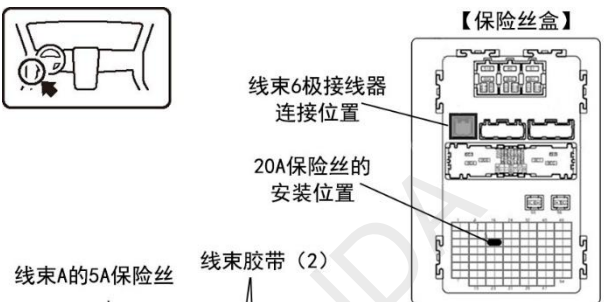 【保险丝盒】
线束6极接线器
连接位置
20A保险丝的
安装位置
线束A的5A保险丝
线束胶带（2）